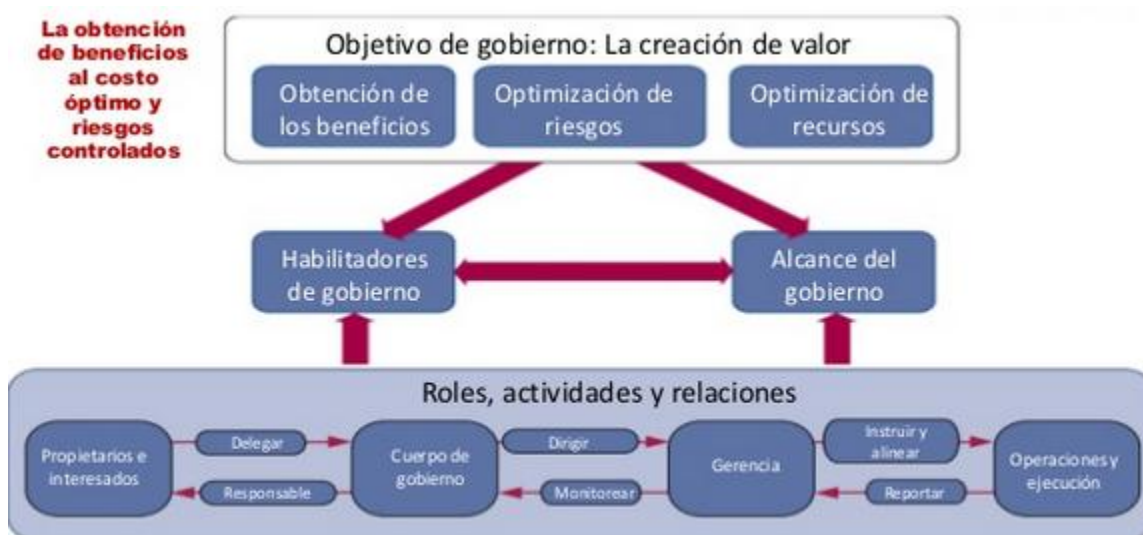 La obtención
de beneficios
al costo
óptimo y
riesgos
controlados
Objetivo de gobierno: La creación de valor
Obtención de
los beneficios
Optimización de
riesgos
Optimización de
recursos
Habilitadores
de gobierno
Alcance del
gobierno
Roles, actividades y relaciones
Propietarios e
interesados
Delegar
Responsable
Cuerpo de
gobierno
Dirigir
Monitorear
Gerencia
Instruir y
alinear
Reportar
Operaciones y
ejecución